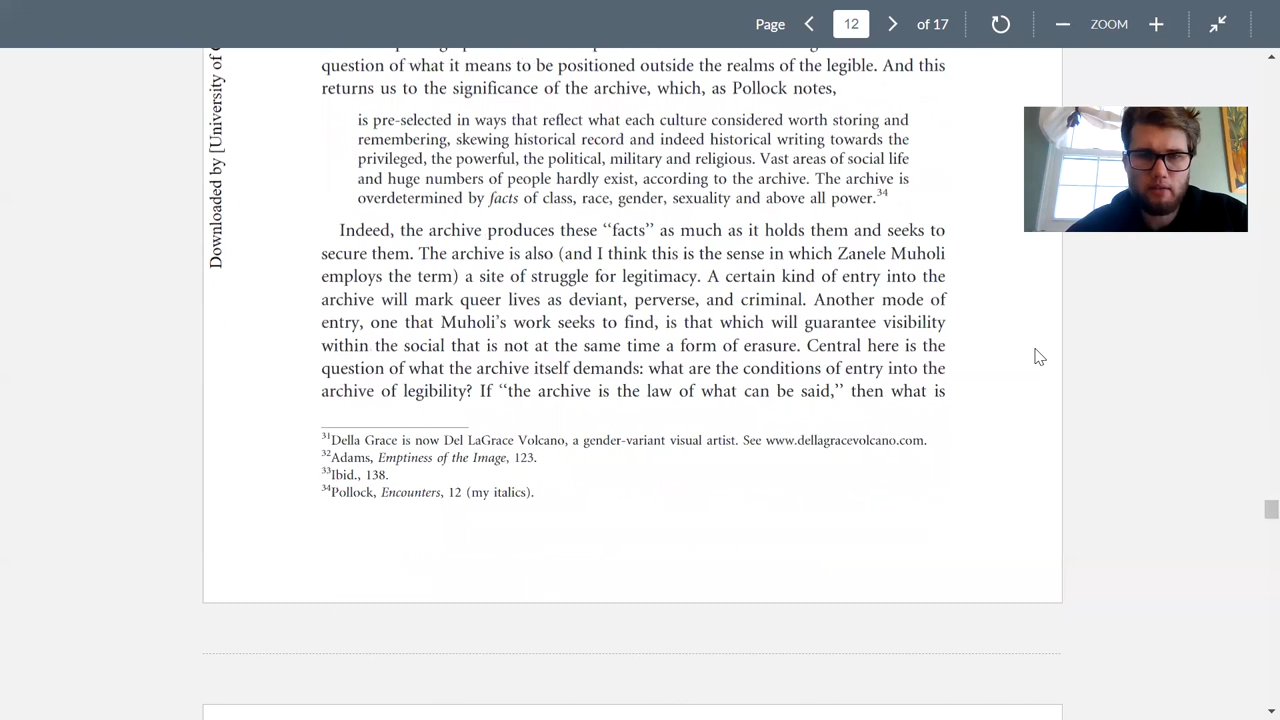 Page 12 of 17 ZOOM
Downloaded by [University of
question of what it means to be positioned outside the realms of the legible. And this
returns us to the significance of the archive, which, as Pollock notes,
is pre-selected in ways that reflect what each culture considered worth storing and
remembering, skewing historical record and indeed historical writing towards the
privileged, the powerful, the political, military and religious. Vast areas of social life
and huge numbers of people hardly exist, according to the archive. The archive is
overdetermined by facts of class, race, gender, sexuality and above all power.34
Indeed, the archive produces these “facts” as much as it holds them and seeks to
secure them. The archive is also (and I think this is the sense in which Zanele Muholi
employs the term) a site of struggle for legitimacy. A certain kind of entry into the
archive will mark queer lives as deviant, perverse, and criminal. Another mode of
entry, one that Muholi’s work seeks to find, is that which will guarantee visibility
within the social that is not at the same time a form of erasure. Central here is the
question of what the archive itself demands: what are the conditions of entry into the
archive of legibility? If “the archive is the law of what can be said,” then what is
31Della Grace is now Del LaGrace Volcano, a gender-variant visual artist. See www.dellagracevolcano.com.
32Adams, Emptiness of the Image, 123.
33Ibid., 138.
34Pollock, Encounters, 12 (my italics).